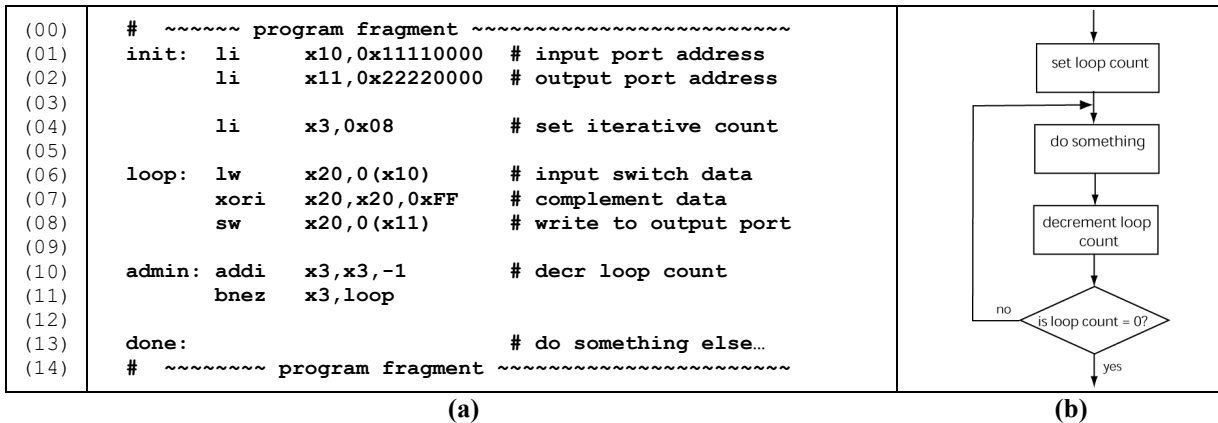 (00) # ~~~~~~ program fragment ~~~~~~~~~~~~~~~~~~~~~~~~~
(01) init: li x10,0x11110000 # input port address
(02) li x11,0x22220000 # output port address
(03)
(04) li x3,0x08 # set iterative count
(05)
(06) loop: lw x20,0(x10) # input switch data
(07) xori x20,x20,0xFF # complement data
(08) sw x20,0(x11) # write to output port
(09)
(10) admin: addi x3,x3,-1 # decr loop count
(11) bnez x3,loop
(12)
(13) done: # do something else…
(14) # ~~~~~~~~ program fragment ~~~~~~~~~~~~~~~~~~~~~~~
(a)
set loop count
do something
decrement loop
count
no
is loop count = 0?
yes
(b)